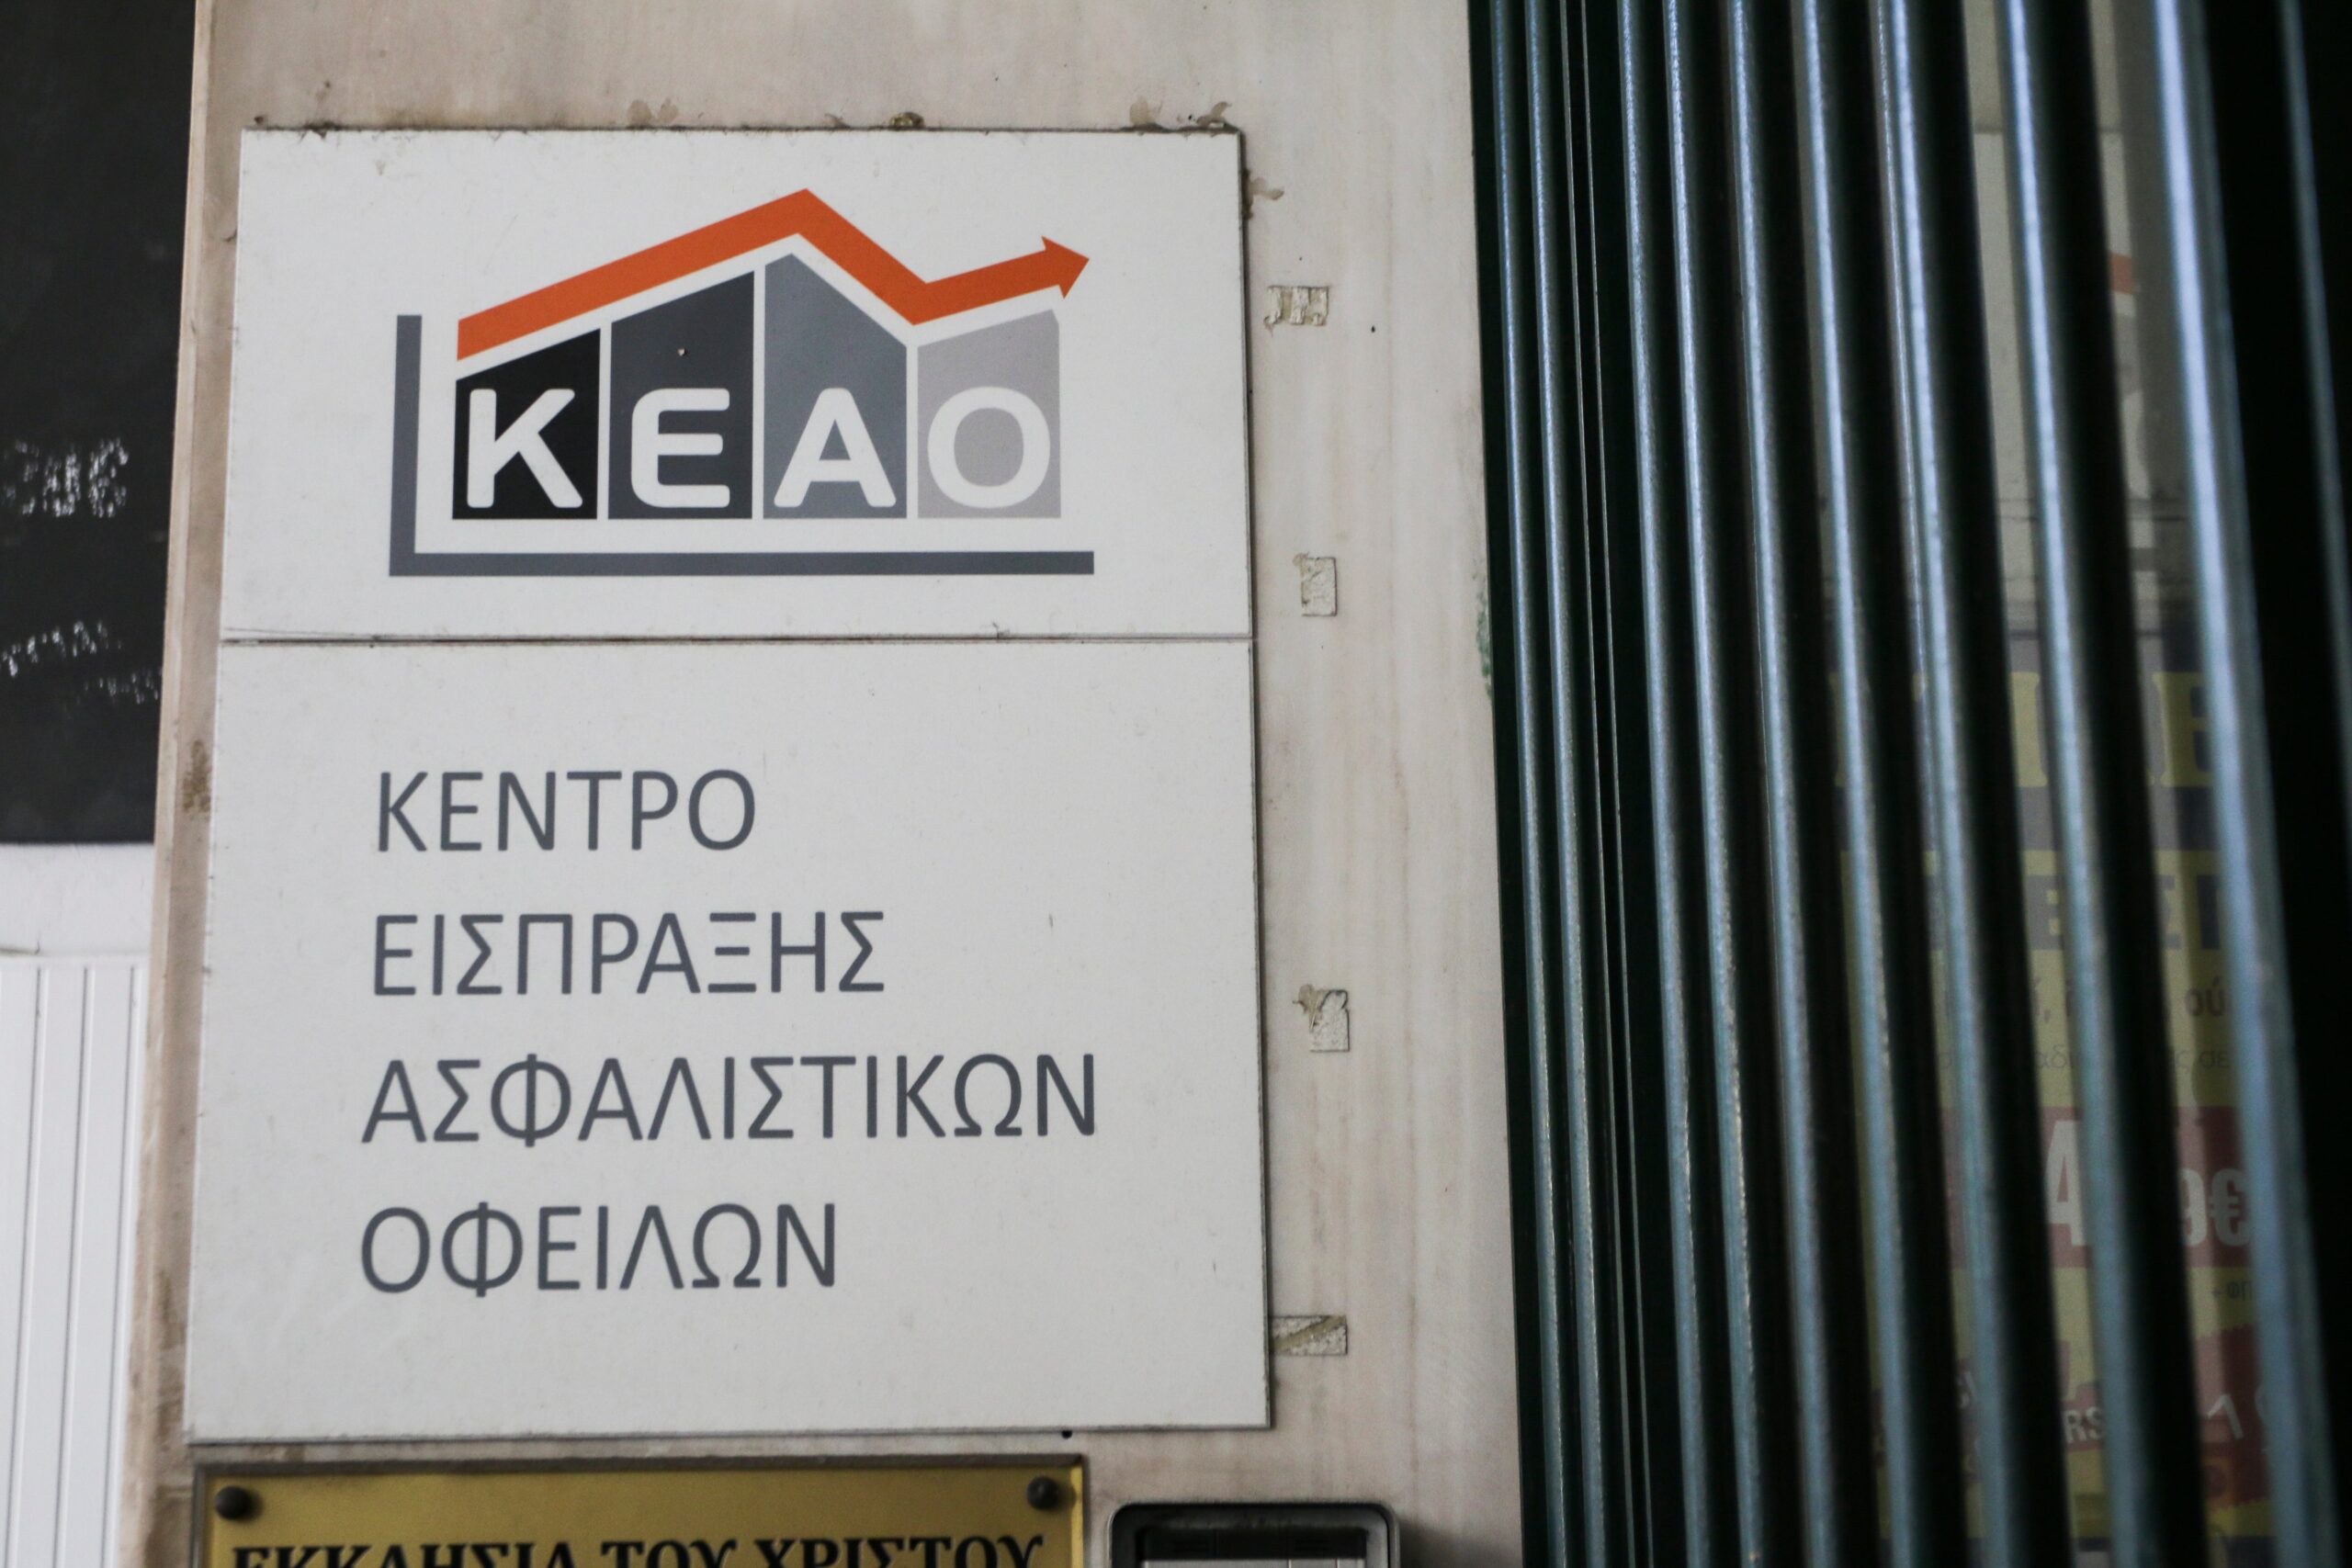 ΚΕΑΟ
ΚΕΝΤΡΟ
ΕΙΣΠΡΑΞΗΣ
ΑΣΦΑΛΙΣΤΙΚΩΝ
ΟΦΕΙΛΩΝ
ΕΚΚΛΗΣΙΑ ΤΟΥ ΧΡΙΣΤΟΥ